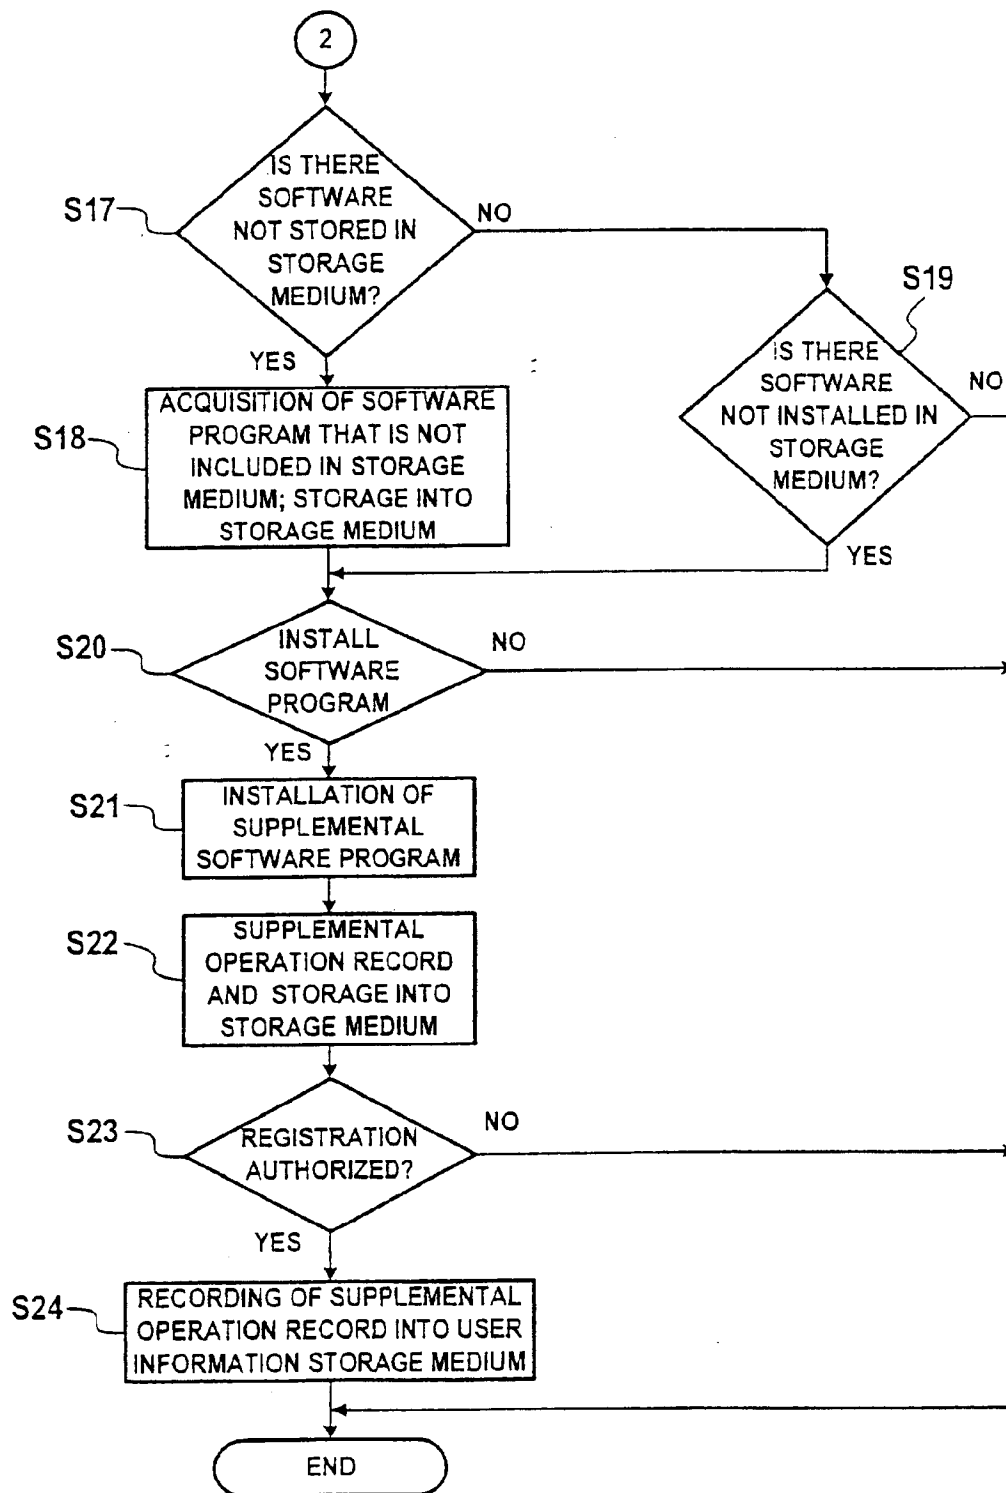 2
IS THERE
SOFTWARE
NOT STORED IN
STORAGE
MEDIUM?
S17
NO
YES
S19
IS THERE
SOFTWARE
NOT INSTALLED IN
STORAGE
MEDIUM?
NO
YES
S18
ACQUISITION OF SOFTWARE
PROGRAM THAT IS NOT
INCLUDED IN STORAGE
MEDIUM; STORAGE INTO
STORAGE MEDIUM
S20
INSTALL
SOFTWARE
PROGRAM
NO
YES
S21
INSTALLATION OF
SUPPLEMENTAL
SOFTWARE PROGRAM
S22
SUPPLEMENTAL
OPERATION RECORD
AND STORAGE INTO
STORAGE MEDIUM
S23
REGISTRATION
AUTHORIZED?
NO
YES
S24
RECORDING OF SUPPLEMENTAL
OPERATION RECORD INTO USER
INFORMATION STORAGE MEDIUM
END